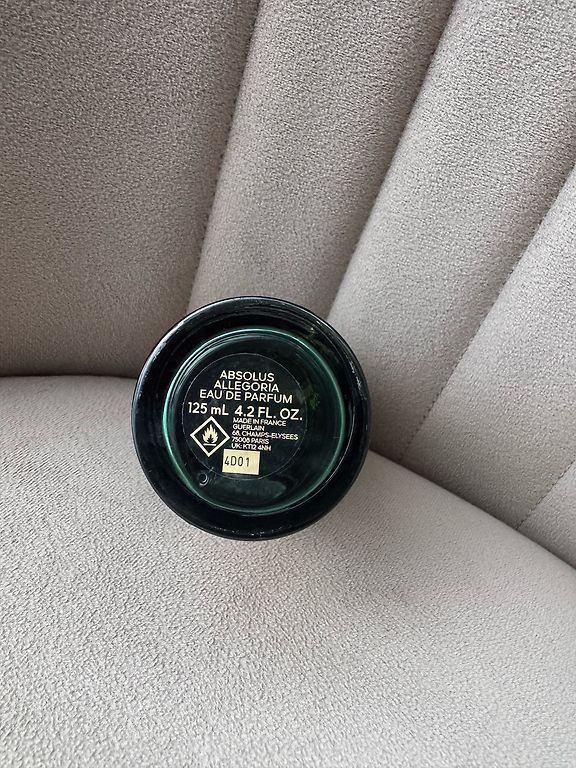 ABSOLUS
ALLEGORIA
EAU DE PARFUM
125 mL 4.2 FL. OZ.
MADE IN FRANCE
GUERLAIN
68, CHAMPS-ELYSEES
75008 PARIS
UK: KT12 4NH
4D01